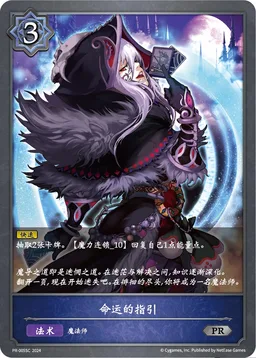 3
快速
抽取2张卡牌。【魔力连锁_10】回复自己1点能量点。
魔导之道即是迷惘之道。在迷茫与解决之间，知识逐渐深化。
翻开一页，现在开始迷失吧。在徘徊的尽头，你将成为一名魔法师。
命运的指引
法术 魔法师
PR
PR-005SC 2024
© Cygames, Inc. Published by NetEase Games